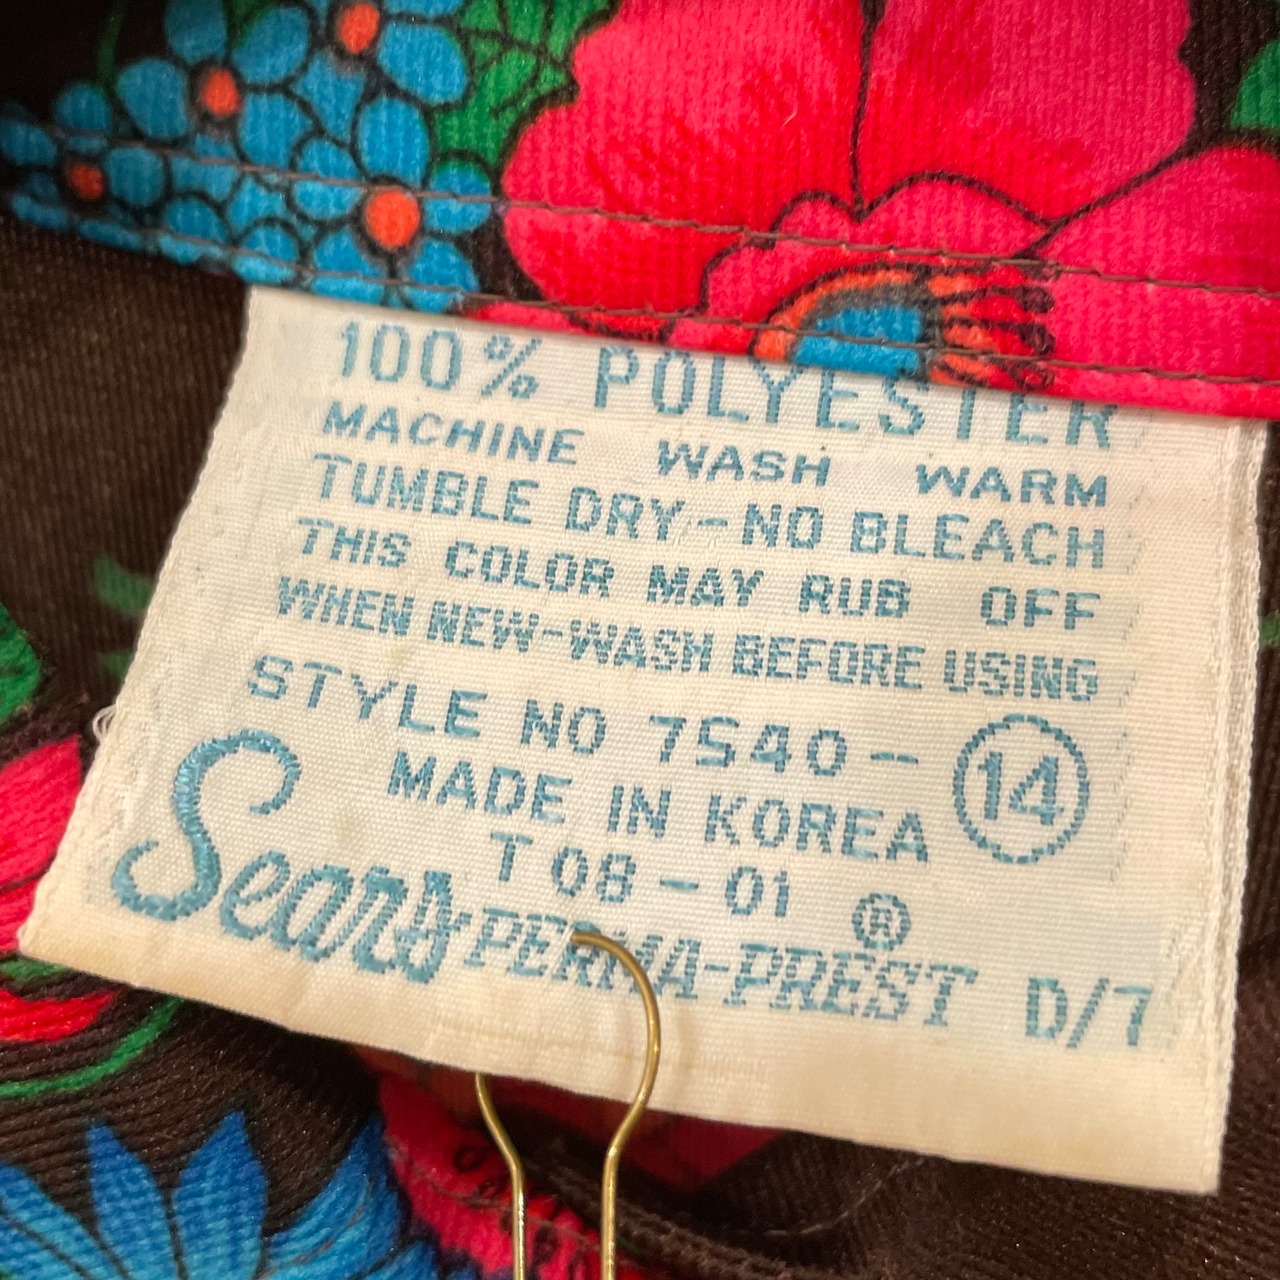 100% POLYESTER
MACHINE WASH WARM
TUMBLE DRY-NO BLEACH
THIS COLOR MAY RUB OFF
WHEN NEW-WASH BEFORE USING
STYLE NO 7540- 14
MADE IN KOREA
T 08-01
Sears PERMA-PREST ® D/7